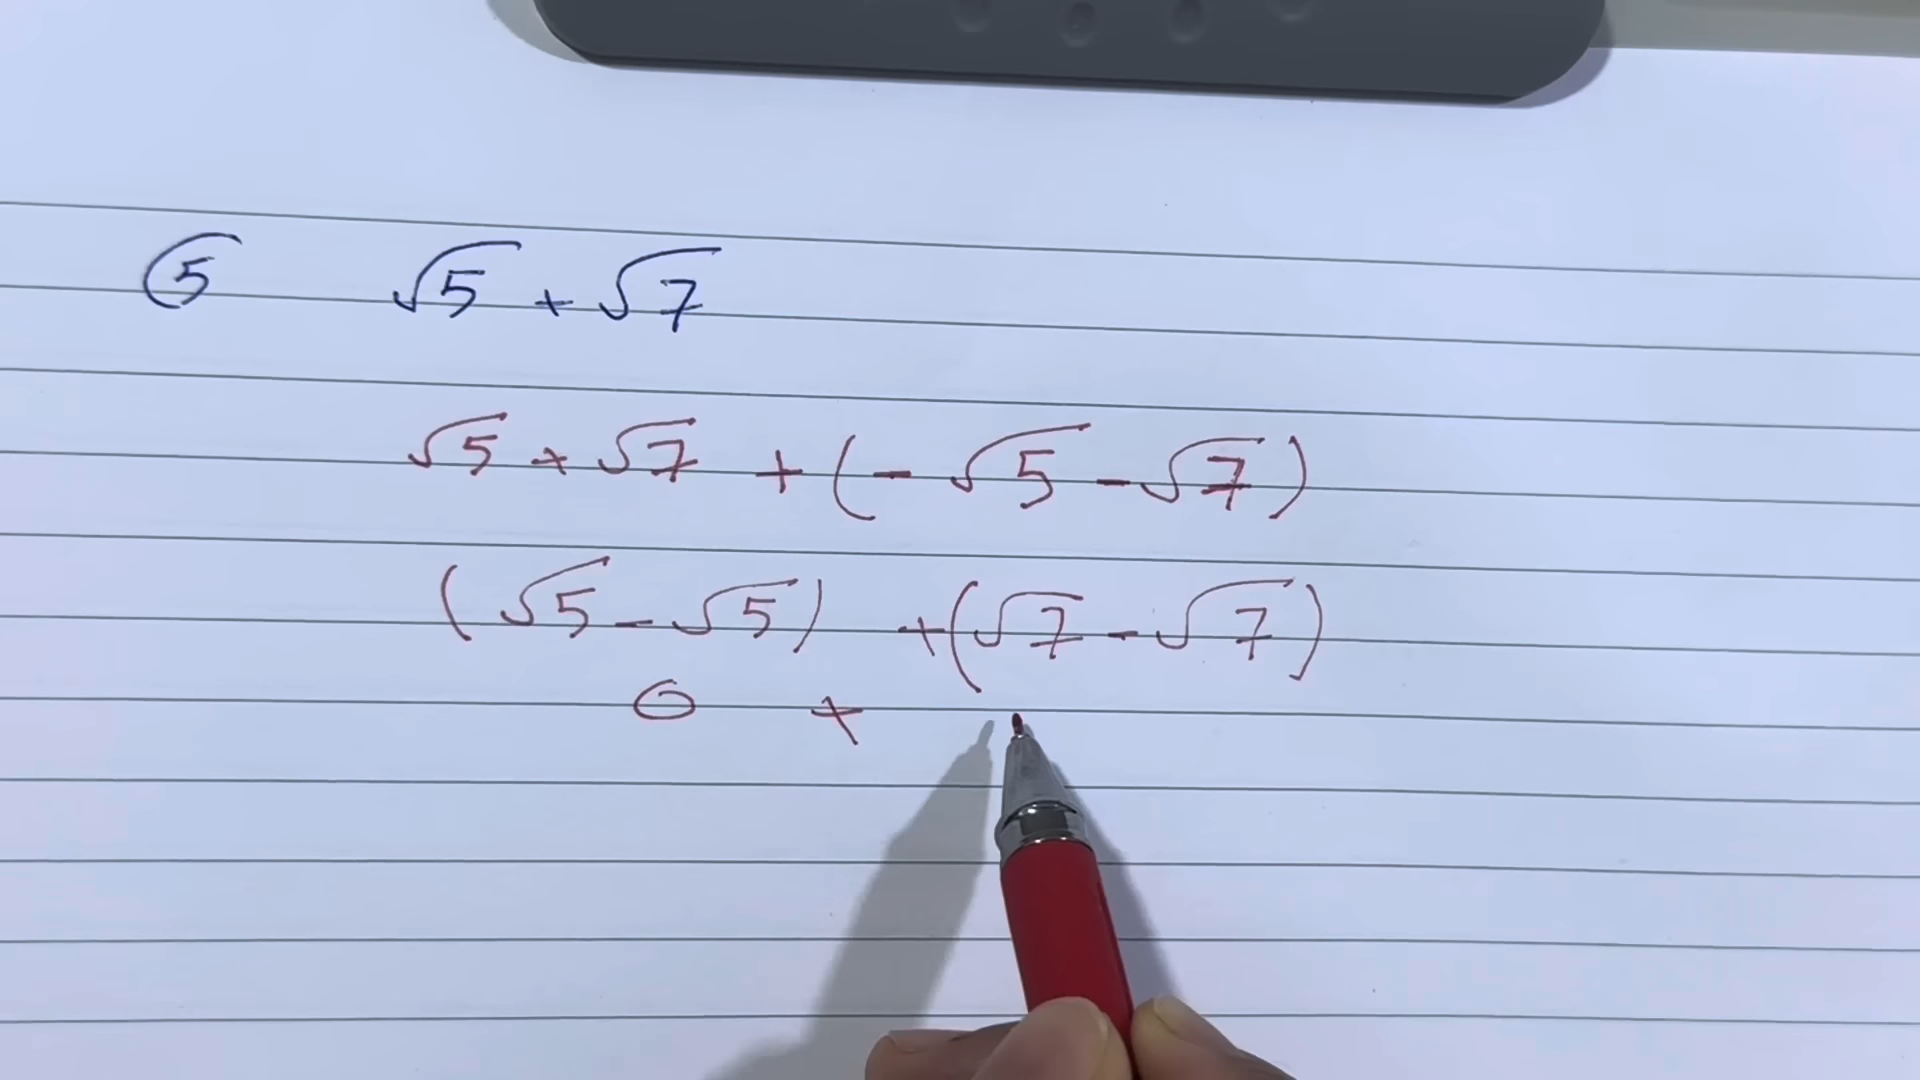 (5 √5 + √7
√5 + √7 + (- √5 - √7)
(√5 - √5) + (√7 - √7)
0 +